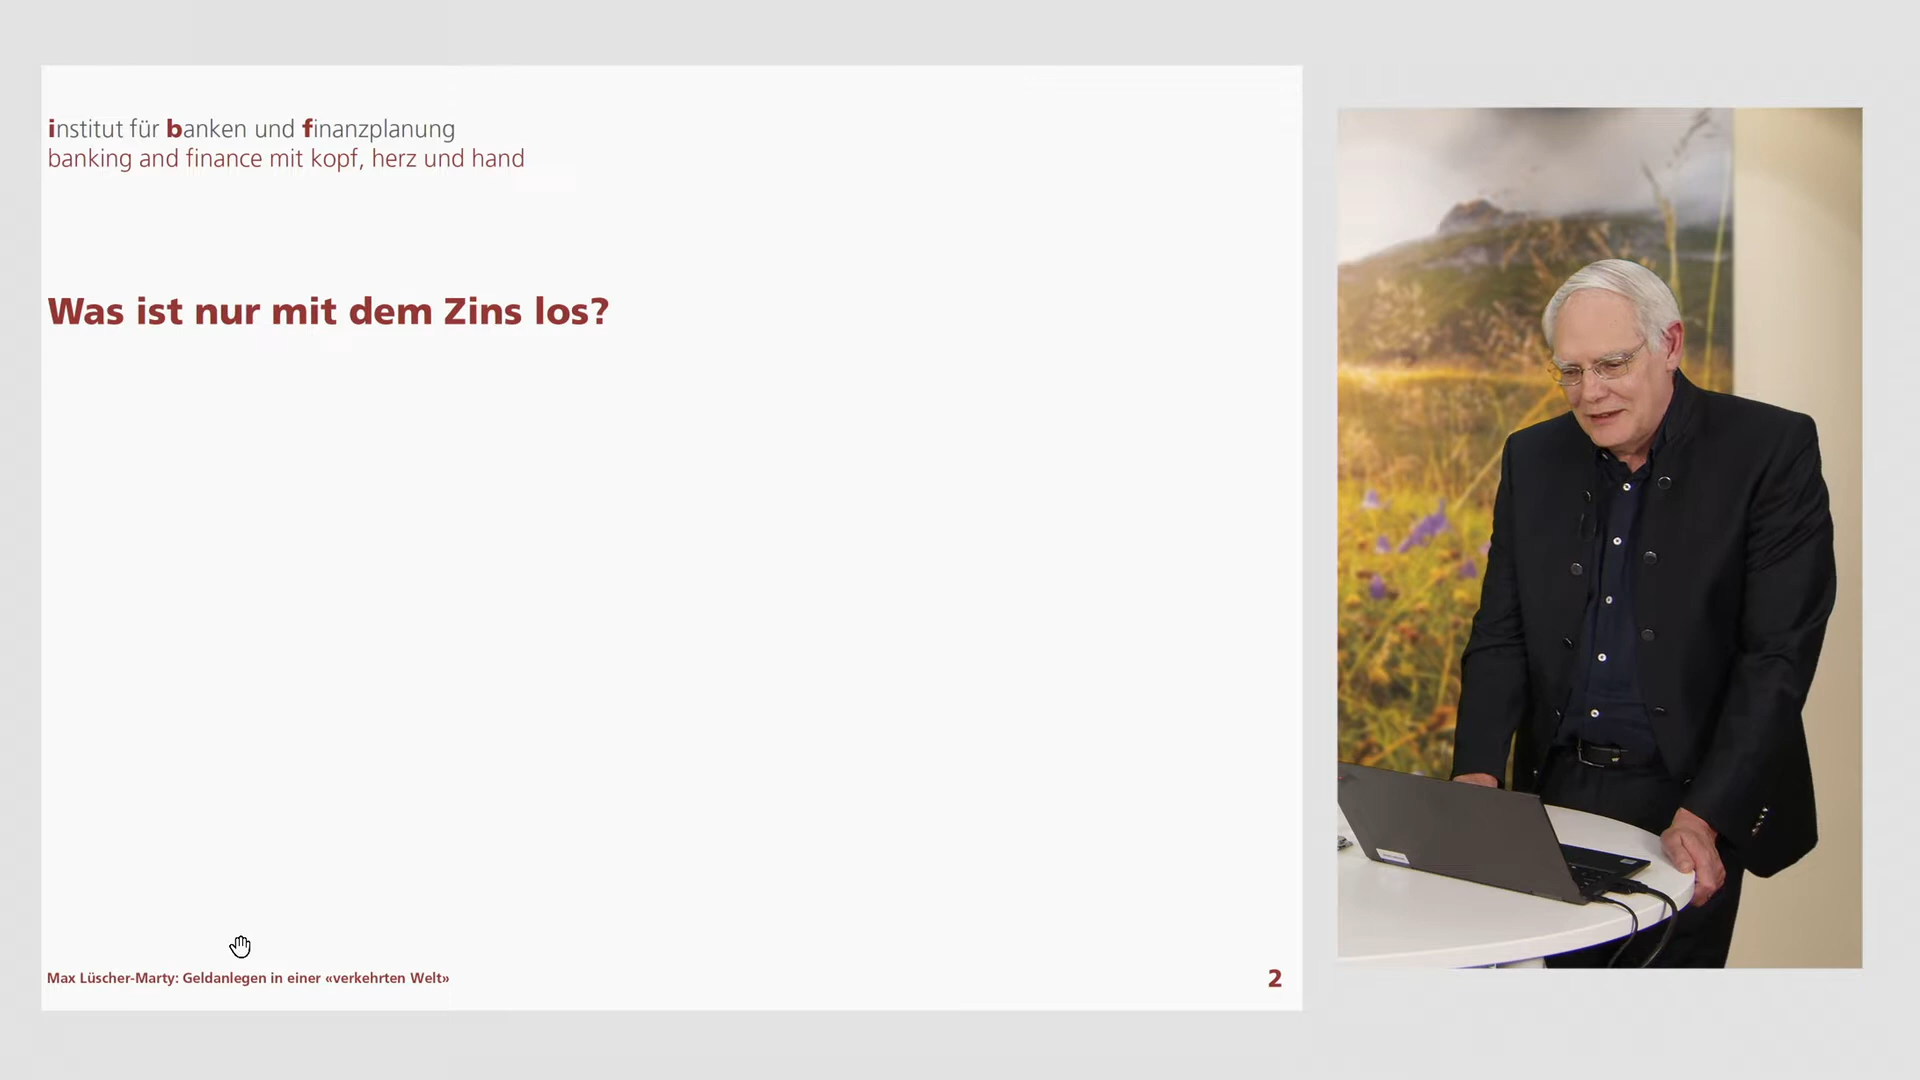 institut für banken und finanzplanung
banking and finance mit kopf, herz und hand
Was ist nur mit dem Zins los?
Max Lüscher-Marty: Geldanlegen in einer «verkehrten Welt»
2